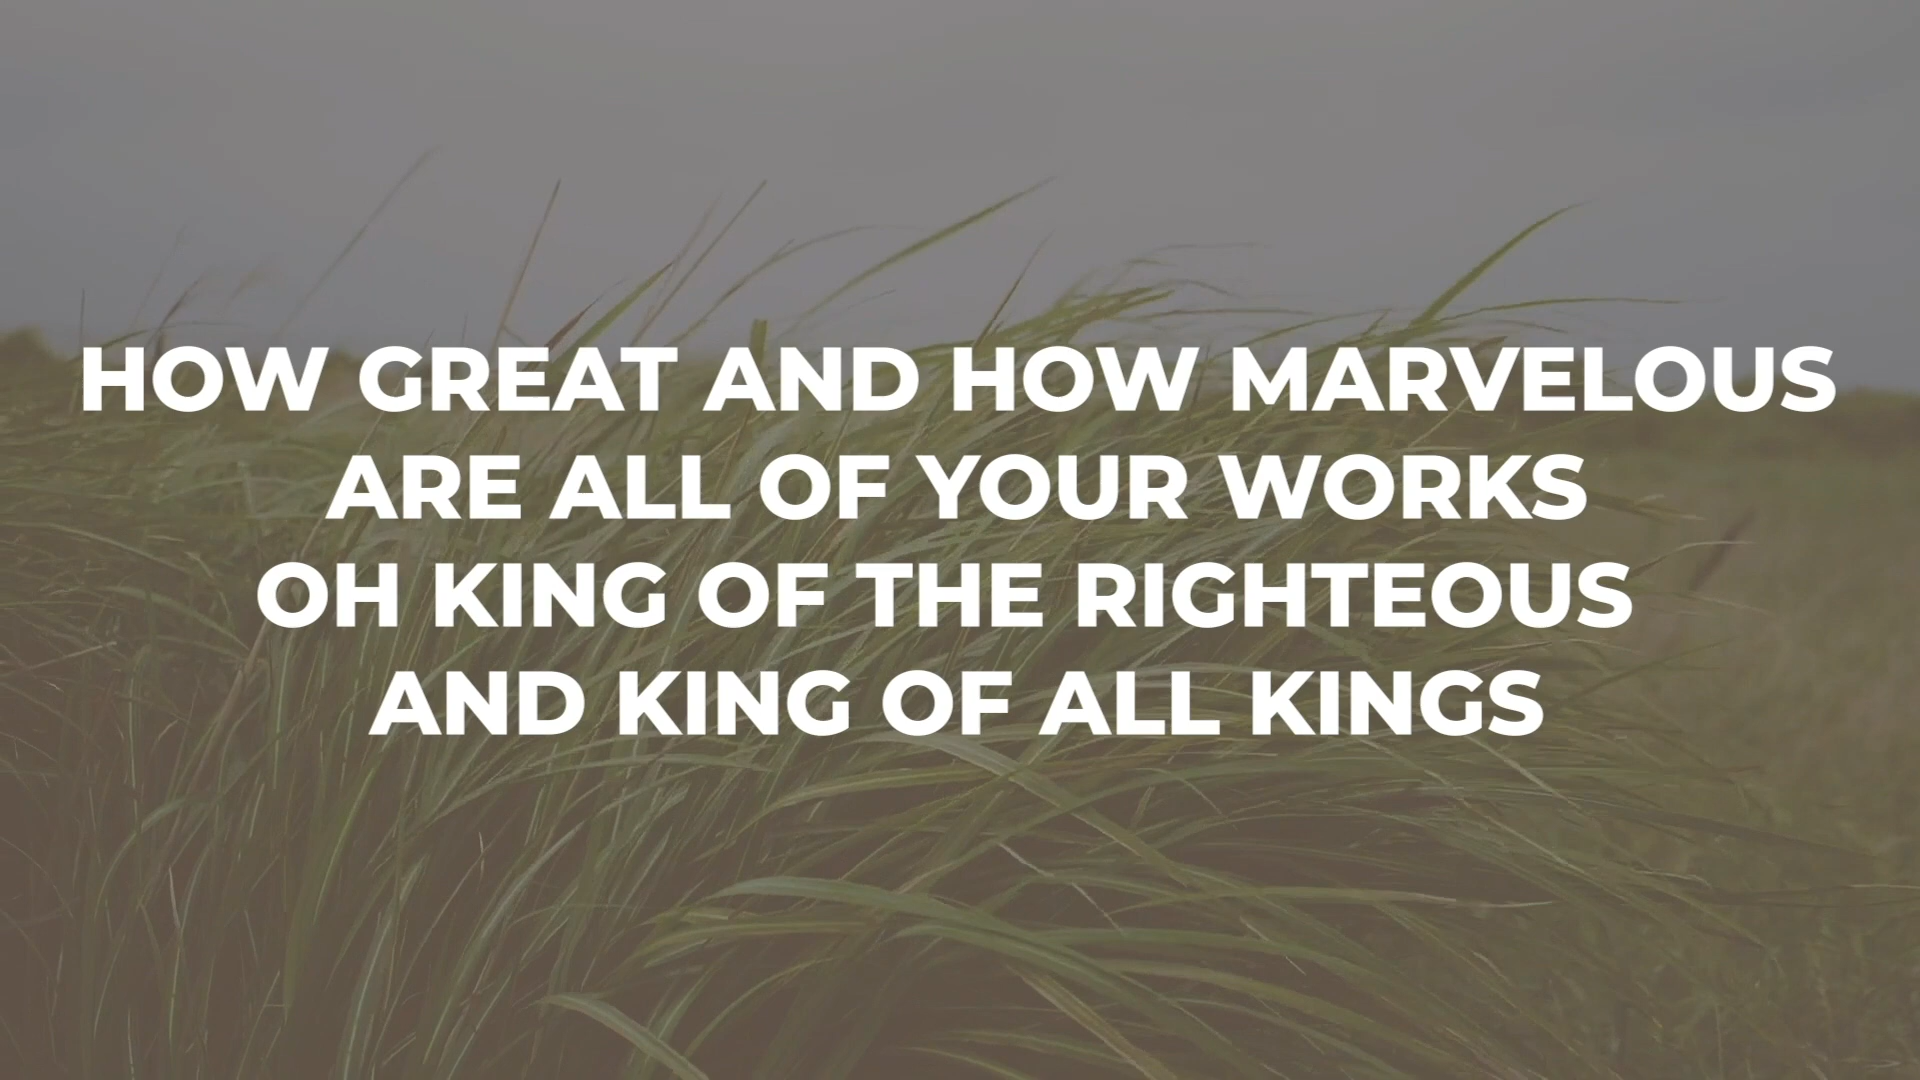 HOW GREAT AND HOW MARVELOUS
ARE ALL OF YOUR WORKS
OH KING OF THE RIGHTEOUS
AND KING OF ALL KINGS